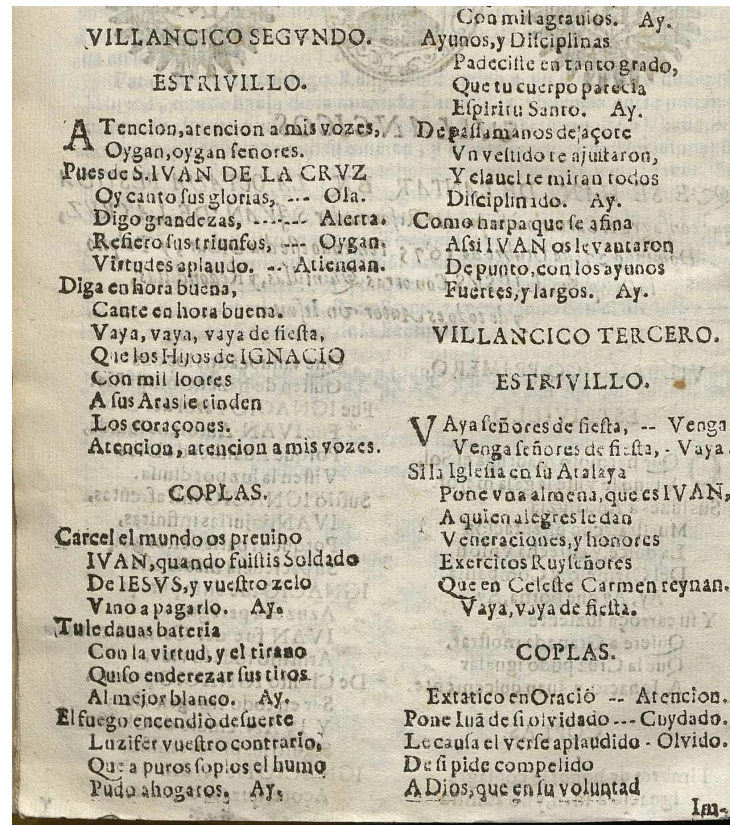 VILLANCICO SEGVNDO.
ESTRIVILLO.
ATencion, atencion a mis vozes,
Oygan, oygan señores.
Pues de S. IVAN DE LA CRVZ
Oy canto sus glorias, --- Ola.
Digo grandezas, ------ Alerta.
Refiero sus triunfos, --- Oygan.
Virtudes aplaudo. -- Atiendan.
Diga en hora buena,
Cante en hora buena.
Vaya, vaya, vaya de fiesta,
Que los Hijos de IGNACIO
Con mil loores
A sus Aras le rinden
Los coraçones.
Atencion, atencion a mis vozes.
COPLAS.
Carcel el mundo os preuino
IVAN, quando fuistis Soldado
De IESVS, y vuestro zelo
Vino a pagarlo. Ay.
Tu le dauas bateria
Con la virtud, y el tirano
Quiso enderezar sus tiros
Al mejor blanco. Ay.
El fuego encendiò de suerte
Luzifer vuestro contrario,
Que a puros soplos el humo
Pudo ahogaros. Ay.
Con mil agrauios. Ay.
Ayunos, y Disciplinas
Padeciste en tanto grado,
Que tu cuerpo parecia
Espiritu Santo. Ay.
De passamanos de açote
Vn vestido te ajustaron,
Y clauel te miran todos
Disciplinado. Ay.
Como harpa que se afina
Assi IVAN os levantaron
De punto, con los ayunos
Fuertes, y largos. Ay.
VILLANCICO TERCERO.
ESTRIVILLO.
VAya señores de fiesta, -- Venga
Venga señores de fiesta, - Vaya.
Si la Iglesia en su Atalaya
Pone vna almena, que es IVAN,
A quien alegres le dan
Veneraciones, y honores
Exercitos Ruyseñores
Que en Celeste Carmen reynan.
Vaya, vaya de fiesta.
COPLAS.
Extatico en Oraciō -- Atencion.
Pone Iuā de si olvidado --- Cuydado.
Le causa el verse aplaudido - Olvido.
De si pide compelido
A Dios, que en su voluntad
Im-